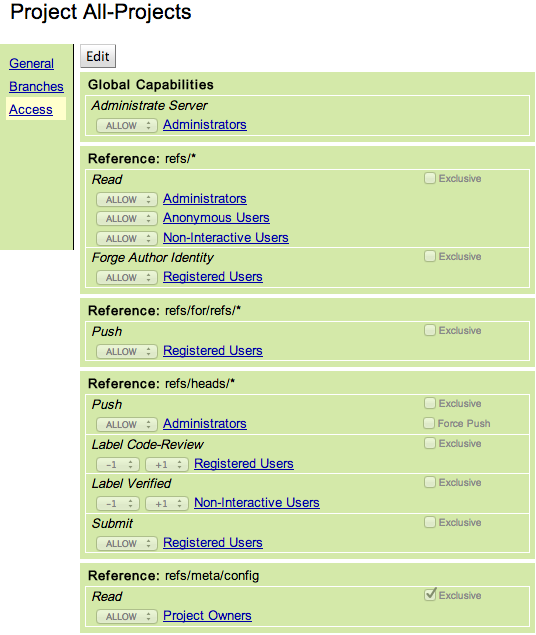 Project All-Projects
General
Branches
Access
Edit
Global Capabilities
Administrate Server
ALLOW Administrators
Reference: refs/*
Read Exclusive
ALLOW Administrators
ALLOW Anonymous Users
ALLOW Non-Interactive Users
Forge Author Identity Exclusive
ALLOW Registered Users
Reference: refs/for/refs/*
Push Exclusive
ALLOW Registered Users
Reference: refs/heads/*
Push Exclusive
ALLOW Administrators Force Push
Label Code-Review Exclusive
-1 +1 Registered Users
Label Verified Exclusive
-1 +1 Non-Interactive Users
Submit Exclusive
ALLOW Registered Users
Reference: refs/meta/config
Read Exclusive
ALLOW Project Owners